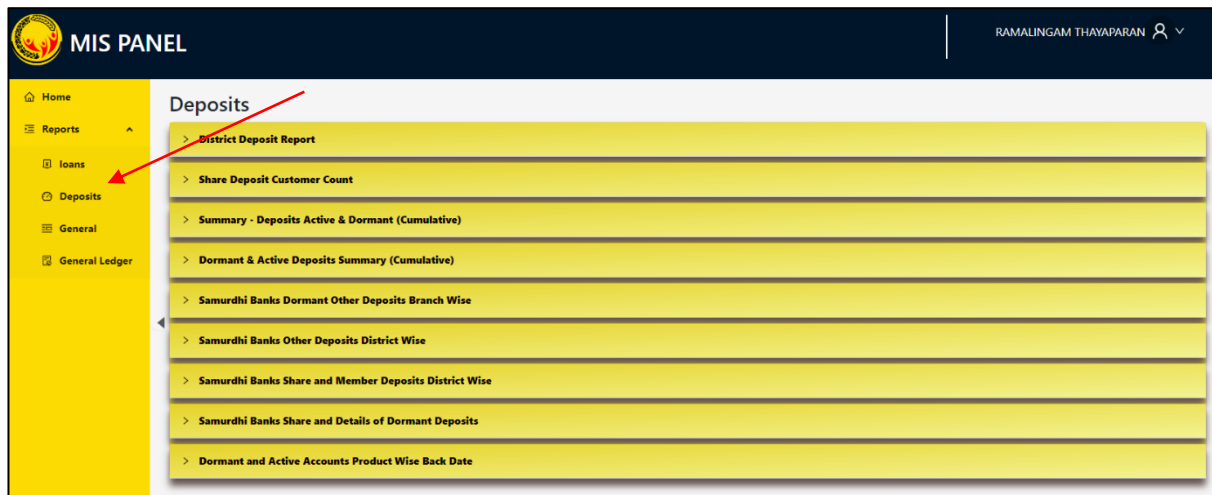 MIS PANEL
RAMALINGAM THAYAPARAN
Home
Reports
loans
Deposits
General
General Ledger
Deposits
District Deposit Report
Share Deposit Customer Count
Summary - Deposits Active & Dormant (Cumulative)
Dormant & Active Deposits Summary (Cumulative)
Samurdhi Banks Dormant Other Deposits Branch Wise
Samurdhi Banks Other Deposits District Wise
Samurdhi Banks Share and Member Deposits District Wise
Samurdhi Banks Share and Details of Dormant Deposits
Dormant and Active Accounts Product Wise Back Date